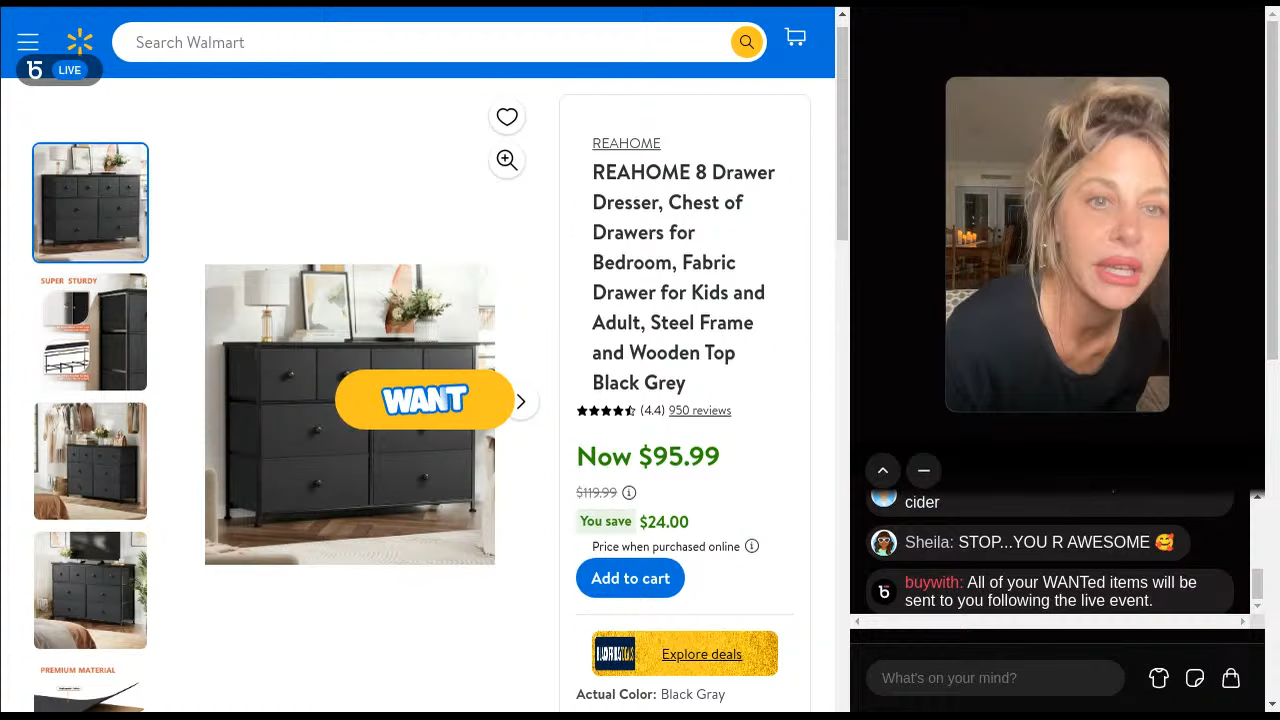 Search Walmart
LIVE
REAHOME
REAHOME 8 Drawer
Dresser, Chest of
Drawers for
Bedroom, Fabric
Drawer for Kids and
Adult, Steel Frame
and Wooden Top
Black Grey
(4.4) 950 reviews
Now $95.99
$119.99
You save $24.00
Price when purchased online
Add to cart
Explore deals
Actual Color: Black Gray
SUPER STURDY
PREMIUM MATERIAL
WANT
cider
Sheila: STOP...YOU R AWESOME 🥰
buywith: All of your WANTed items will be
sent to you following the live event.
What's on your mind?